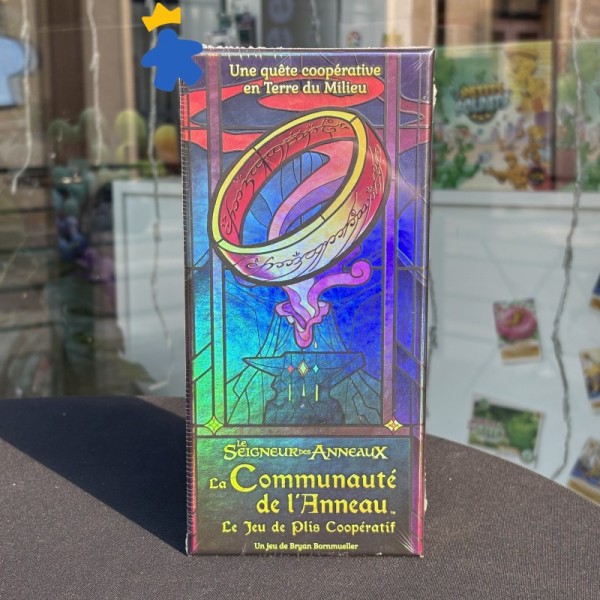 Une quête coopérative
en Terre du Milieu
Le
Seigneur des Anneaux
La Communauté
de l'Anneau™
Le Jeu de Plis Coopératif
Un jeu de Bryan Bornmueller